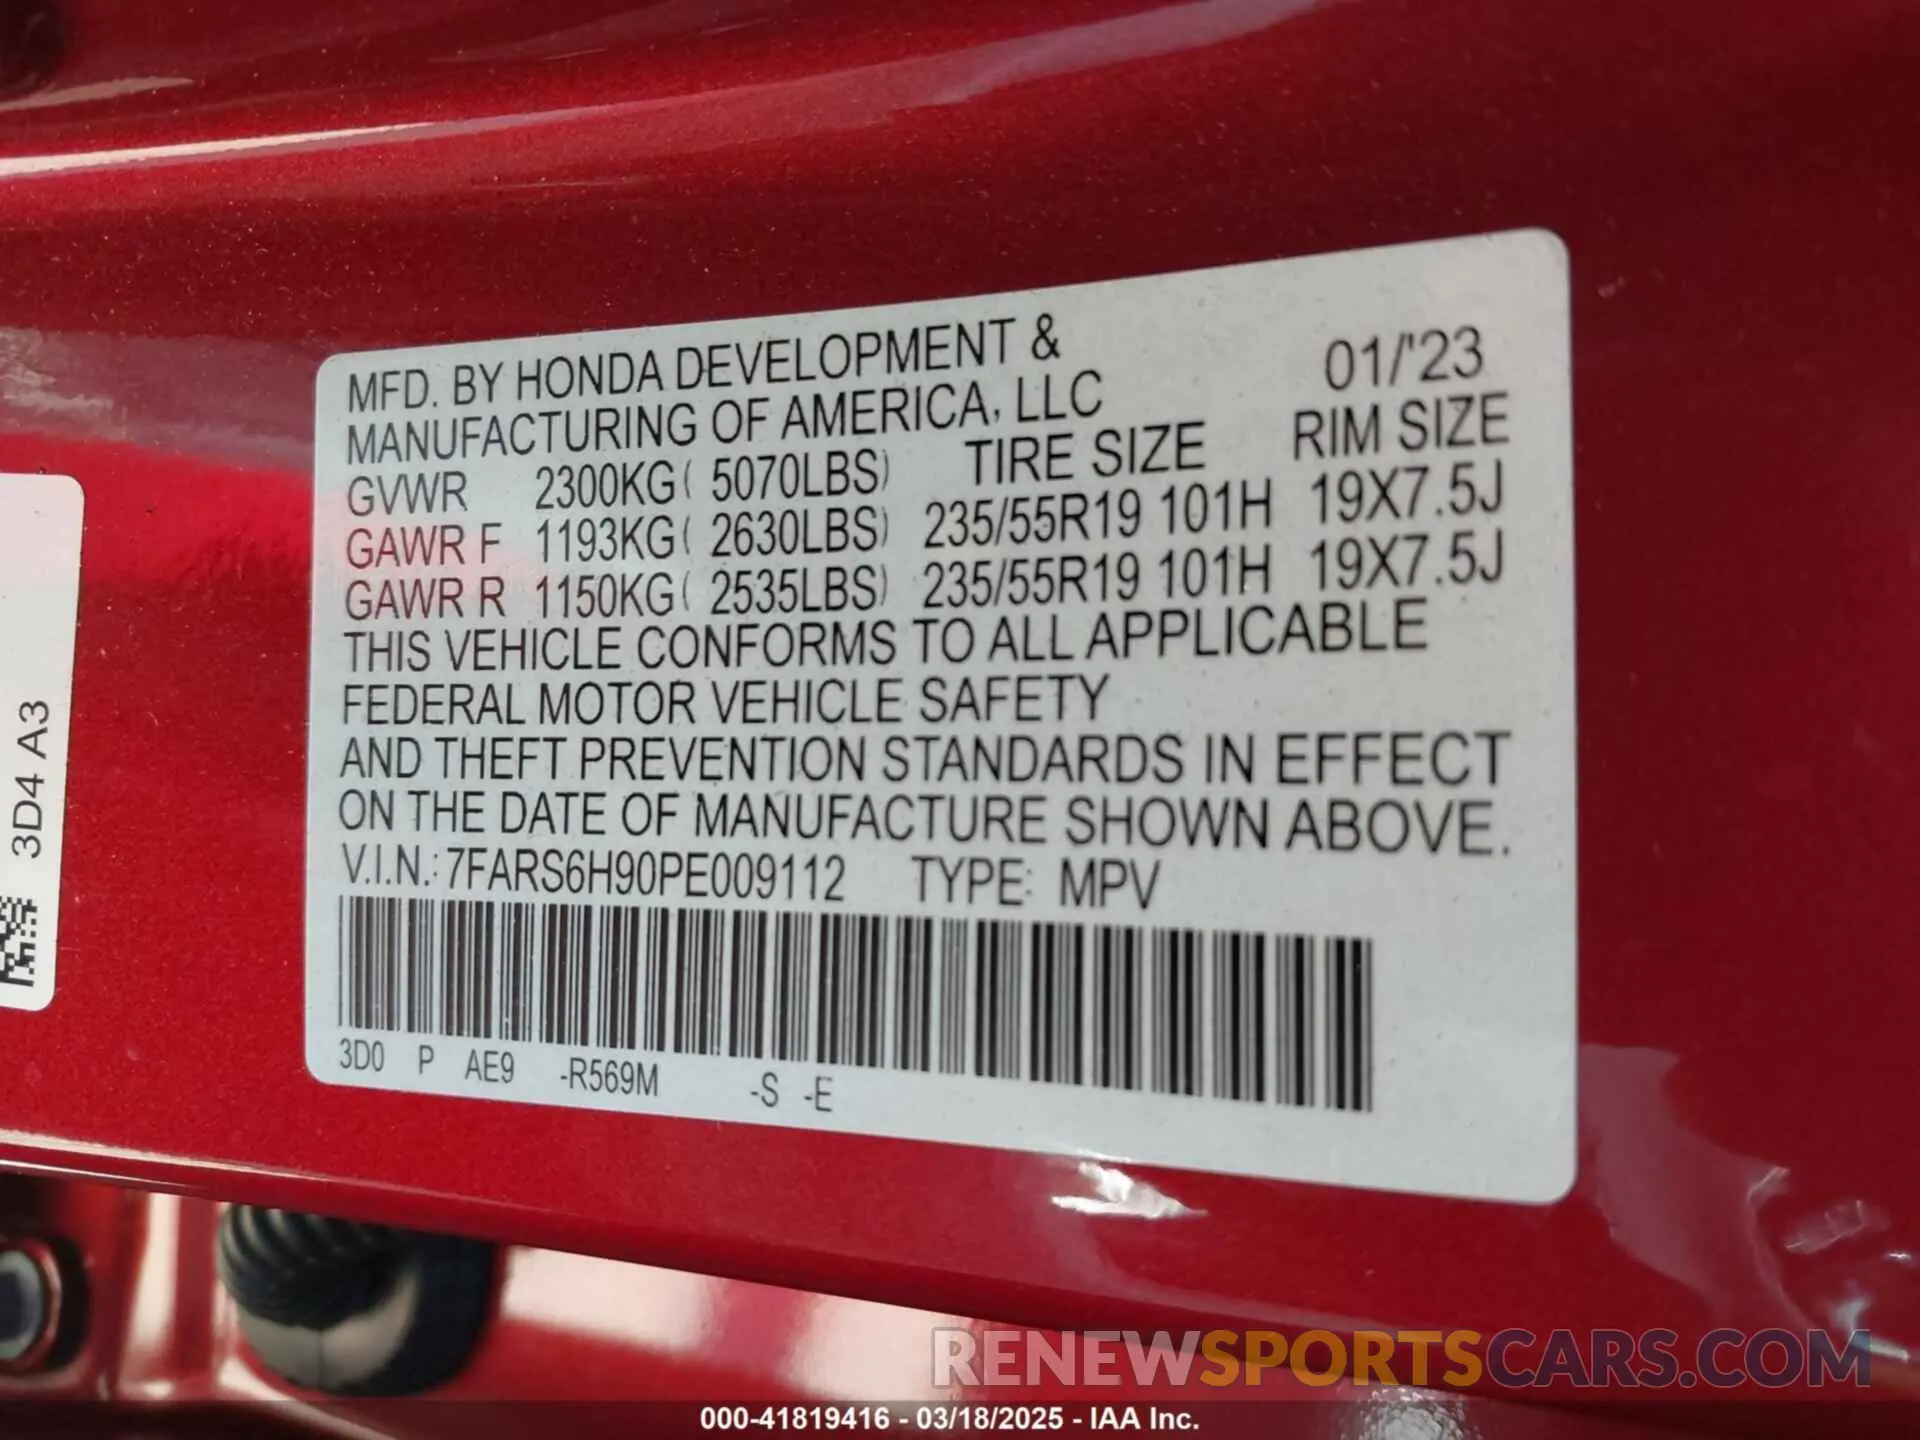 MFD. BY HONDA DEVELOPMENT &
MANUFACTURING OF AMERICA, LLC 01/'23
GVWR 2300KG( 5070LBS) TIRE SIZE RIM SIZE
GAWR F 1193KG( 2630LBS) 235/55R19 101H 19X7.5J
GAWR R 1150KG( 2535LBS) 235/55R19 101H 19X7.5J
THIS VEHICLE CONFORMS TO ALL APPLICABLE
FEDERAL MOTOR VEHICLE SAFETY
AND THEFT PREVENTION STANDARDS IN EFFECT
ON THE DATE OF MANUFACTURE SHOWN ABOVE.
V.I.N.: 7FARS6H90PE009112 TYPE: MPV
3D0 P AE9 -R569M -S -E
3D4 A3
RENEWSPORTSCARS.COM
000-41819416 - 03/18/2025 - IAA Inc.